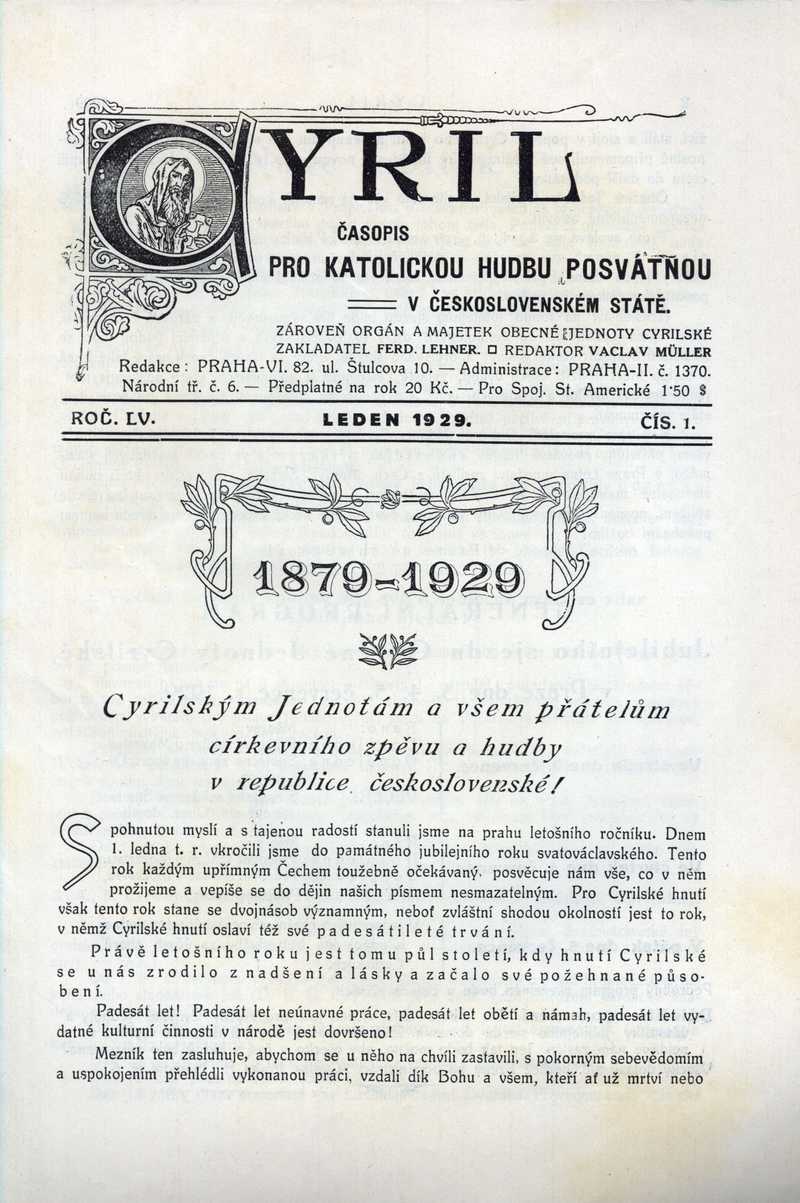 CYRIL
ČASOPIS
PRO KATOLICKOU HUDBU POSVÁTNOU
V ČESKOSLOVENSKÉM STÁTĚ.
ZÁROVEŇ ORGÁN A MAJETEK OBECNÉ JEDNOTY CYRILSKÉ
ZAKLADATEL FERD. LEHNER. REDAKTOR VACLAV MÜLLER
Redakce: PRAHA-VI. 82. ul. Štulcova 10. — Administrace: PRAHA-II. č. 1370.
Národní tř. č. 6. — Předplatné na rok 20 Kč. — Pro Spoj. St. Americké 1·50 $
ROČ. LV. LEDEN 1929. ČÍS. 1.
1879-1929
Cyrilským Jednotám a všem přátelům
církevního zpěvu a hudby
v republice československé!
Spohnutou myslí a s tajenou radostí stanuli jsme na prahu letošního ročníku. Dnem
1. ledna t. r. vkročili jsme do památného jubilejního roku svatováclavského. Tento
rok každým upřímným Čechem toužebně očekávaný, posvěcuje nám vše, co v něm
prožijeme a vepíše se do dějin našich písmem nesmazatelným. Pro Cyrilské hnutí
však tento rok stane se dvojnásob významným, neboť zvláštní shodou okolností jest to rok,
v němž Cyrilské hnutí oslaví též své padesátileté trvání.
Právě letošního roku jest tomu půl století, kdy hnutí Cyrilské
se u nás zrodilo z nadšení a lásky a začalo své požehnané půso-
bení.
Padesát let! Padesát let neúnavné práce, padesát let obětí a námah, padesát let vy-
datné kulturní činnosti v národě jest dovršeno!
Mezník ten zasluhuje, abychom se u něho na chvíli zastavili, s pokorným sebevědomím
a uspokojením přehlédli vykonanou práci, vzdali dík Bohu a všem, kteří ať už mrtví nebo